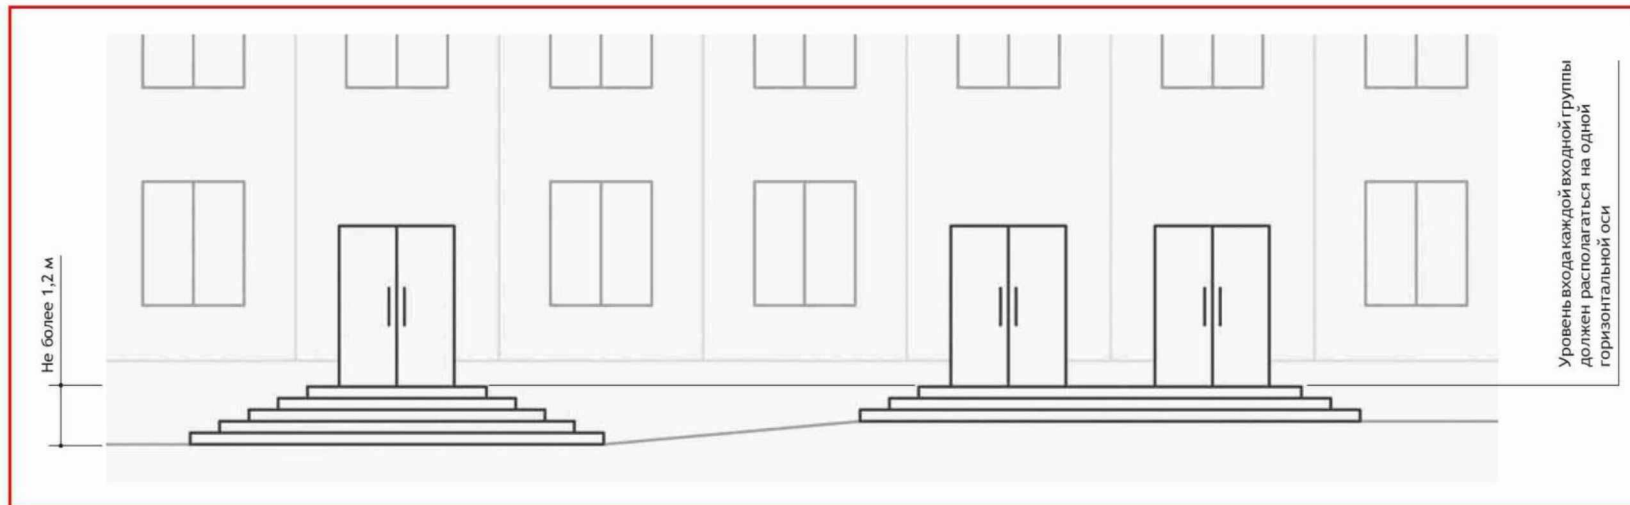 Не более 1,2 м
Уровень входа каждой входной группы
должен располагаться на одной
горизонтальной оси